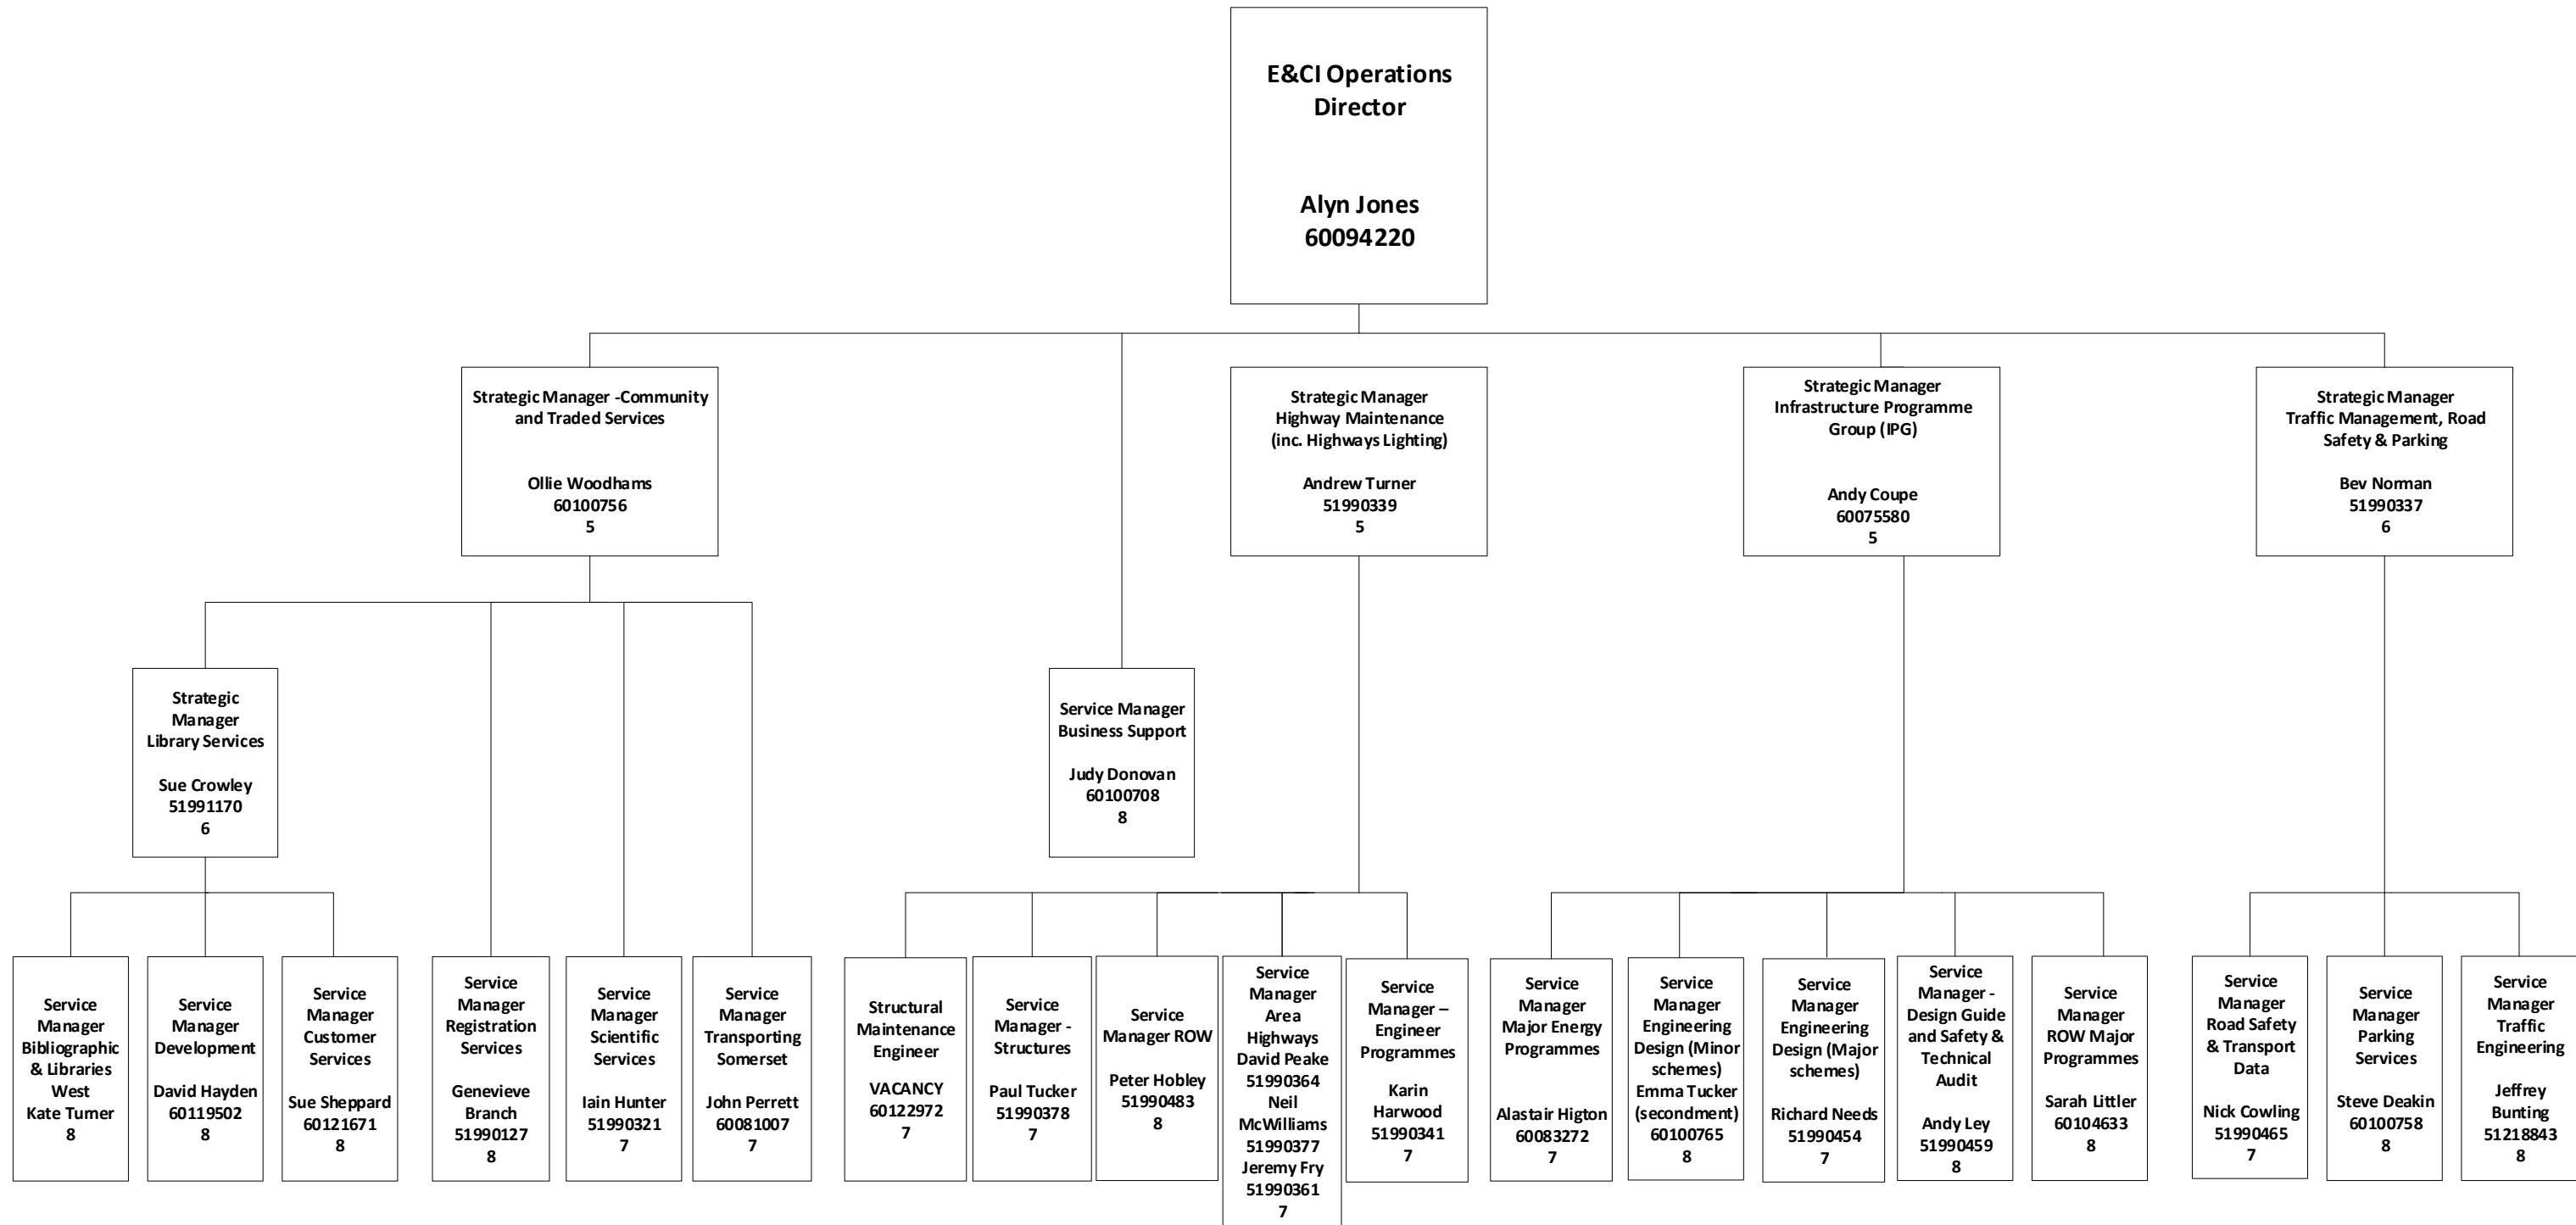 E&CI Operations
Director
Alyn Jones
60094220
Strategic Manager -Community
and Traded Services
Ollie Woodhams
60100756
5
Strategic Manager
Highway Maintenance
(inc. Highways Lighting)
Andrew Turner
51990339
5
Strategic Manager
Infrastructure Programme
Group (IPG)
Andy Coupe
60075580
5
Strategic Manager
Traffic Management, Road
Safety & Parking
Bev Norman
51990337
6
Strategic
Manager
Library Services
Sue Crowley
51991170
6
Service Manager
Business Support
Judy Donovan
60100708
8
Service
Manager
Bibliographic
& Libraries
West
Kate Turner
8
Service
Manager
Development
David Hayden
60119502
8
Service
Manager
Customer
Services
Sue Sheppard
60121671
8
Service
Manager
Registration
Services
Genevieve
Branch
51990127
8
Service
Manager
Scientific
Services
Iain Hunter
51990321
7
Service
Manager
Transporting
Somerset
John Perrett
60081007
7
Structural
Maintenance
Engineer
VACANCY
60122972
7
Service
Manager -
Structures
Paul Tucker
51990378
7
Service
Manager ROW
Peter Hobley
51990483
8
Service
Manager
Area
Highways
David Peake
51990364
Neil
McWilliams
51990377
Jeremy Fry
51990361
7
Service
Manager –
Engineer
Programmes
Karin
Harwood
51990341
7
Service
Manager
Major Energy
Programmes
Alastair Higton
60083272
7
Service
Manager
Engineering
Design (Minor
schemes)
Emma Tucker
(secondment)
60100765
8
Service
Manager
Engineering
Design (Major
schemes)
Richard Needs
51990454
7
Service
Manager -
Design Guide
and Safety &
Technical
Audit
Andy Ley
51990459
8
Service
Manager
ROW Major
Programmes
Sarah Littler
60104633
8
Service
Manager
Road Safety
& Transport
Data
Nick Cowling
51990465
7
Service
Manager
Parking
Services
Steve Deakin
60100758
8
Service
Manager
Traffic
Engineering
Jeffrey
Bunting
51218843
8